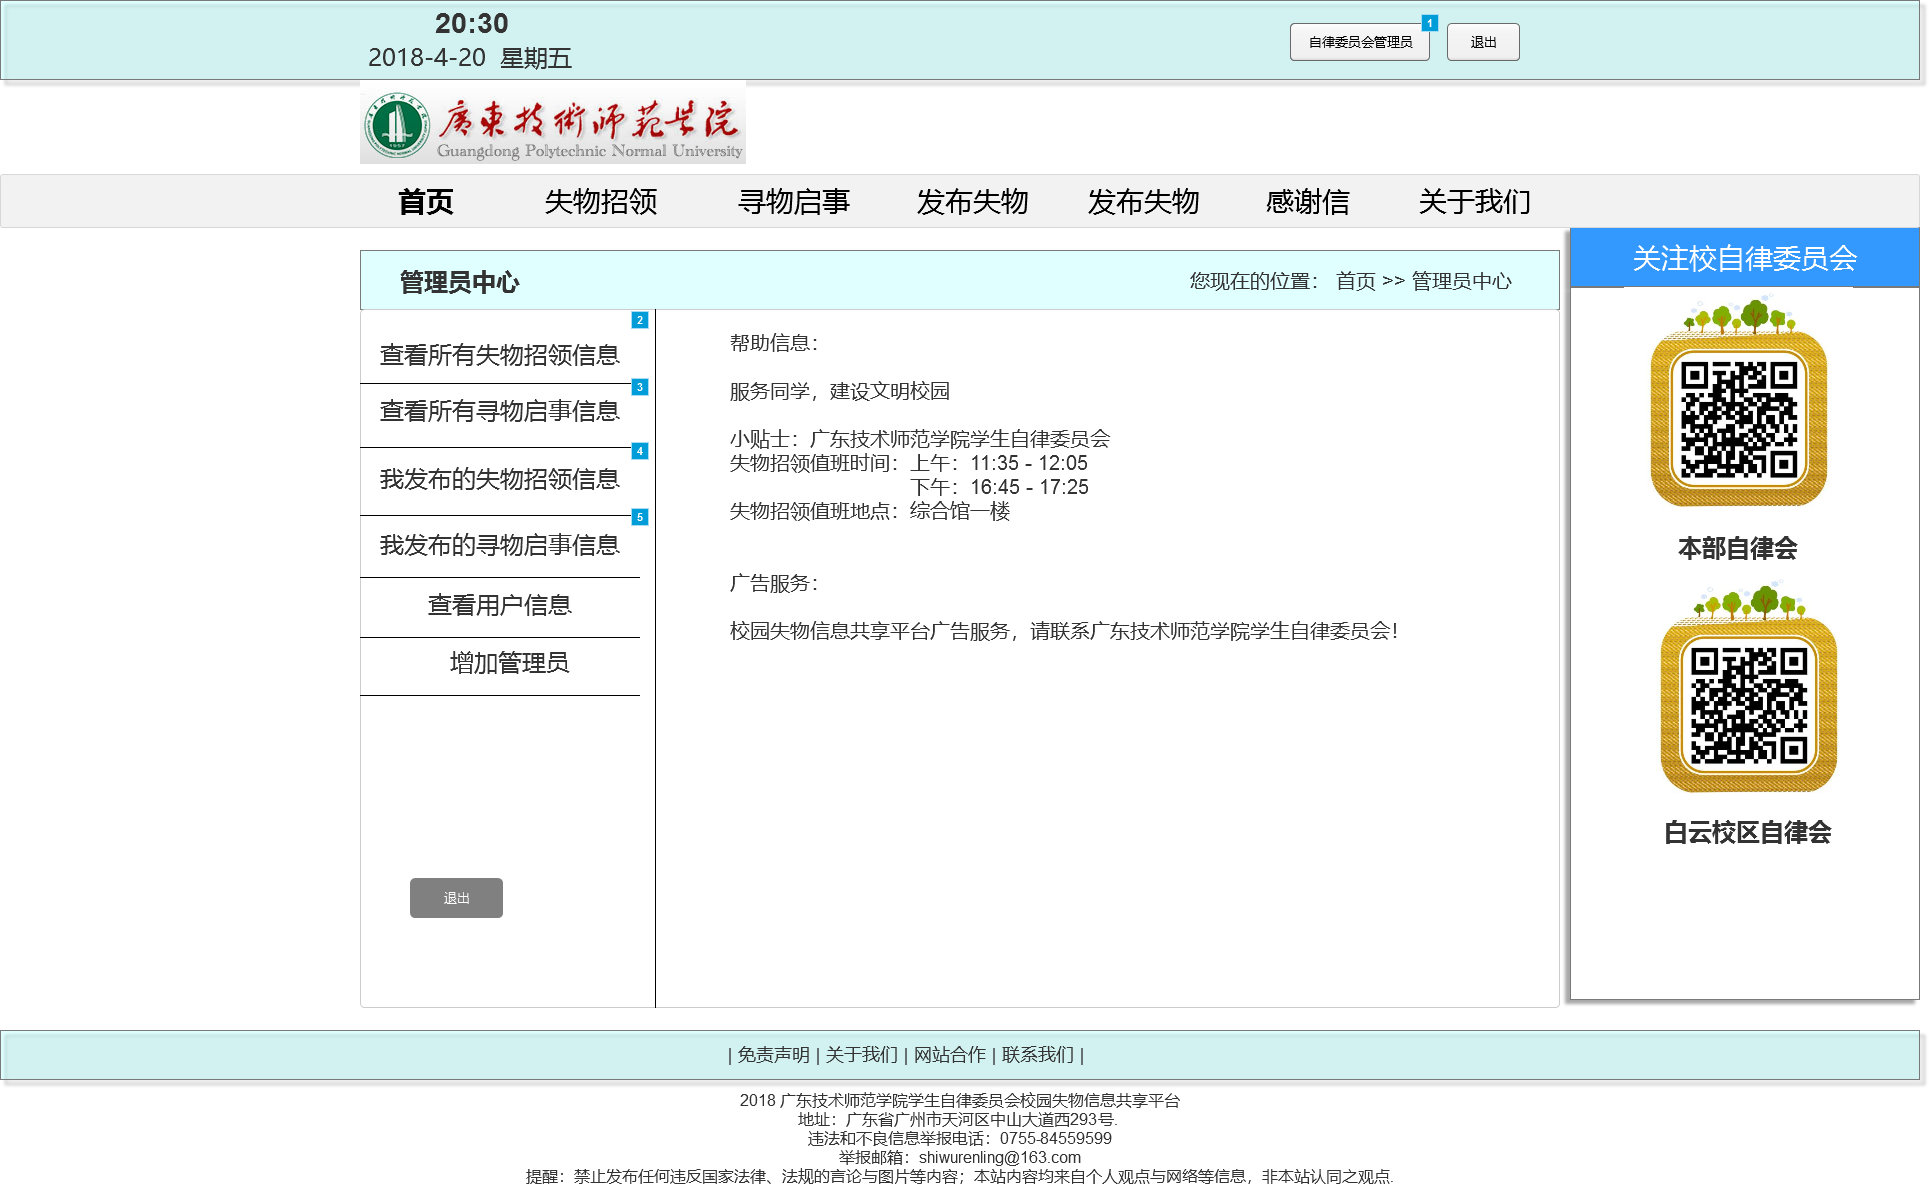 20:30
2018-4-20 星期五
自律委员会管理员
1
退出
廣東技術师范学院
Guangdong Polytechnic Normal University
首页 失物招领 寻物启事 发布失物 发布失物 感谢信 关于我们
关注校自律委员会
管理员中心
您现在的位置： 首页 >> 管理员中心
2
查看所有失物招领信息
3
查看所有寻物启事信息
4
我发布的失物招领信息
5
我发布的寻物启事信息
查看用户信息
增加管理员
退出
帮助信息：
服务同学，建设文明校园
小贴士：广东技术师范学院学生自律委员会
失物招领值班时间：上午：11:35 - 12:05
下午：16:45 - 17:25
失物招领值班地点：综合馆一楼
广告服务：
校园失物信息共享平台广告服务，请联系广东技术师范学院学生自律委员会！
本部自律会
白云校区自律会
| 免责声明 | 关于我们 | 网站合作 | 联系我们 |
2018 广东技术师范学院学生自律委员会校园失物信息共享平台
地址：广东省广州市天河区中山大道西293号.
违法和不良信息举报电话：0755-84559599
举报邮箱：shiwurenling@163.com
提醒：禁止发布任何违反国家法律、法规的言论与图片等内容；本站内容均来自个人观点与网络等信息，非本站认同之观点.